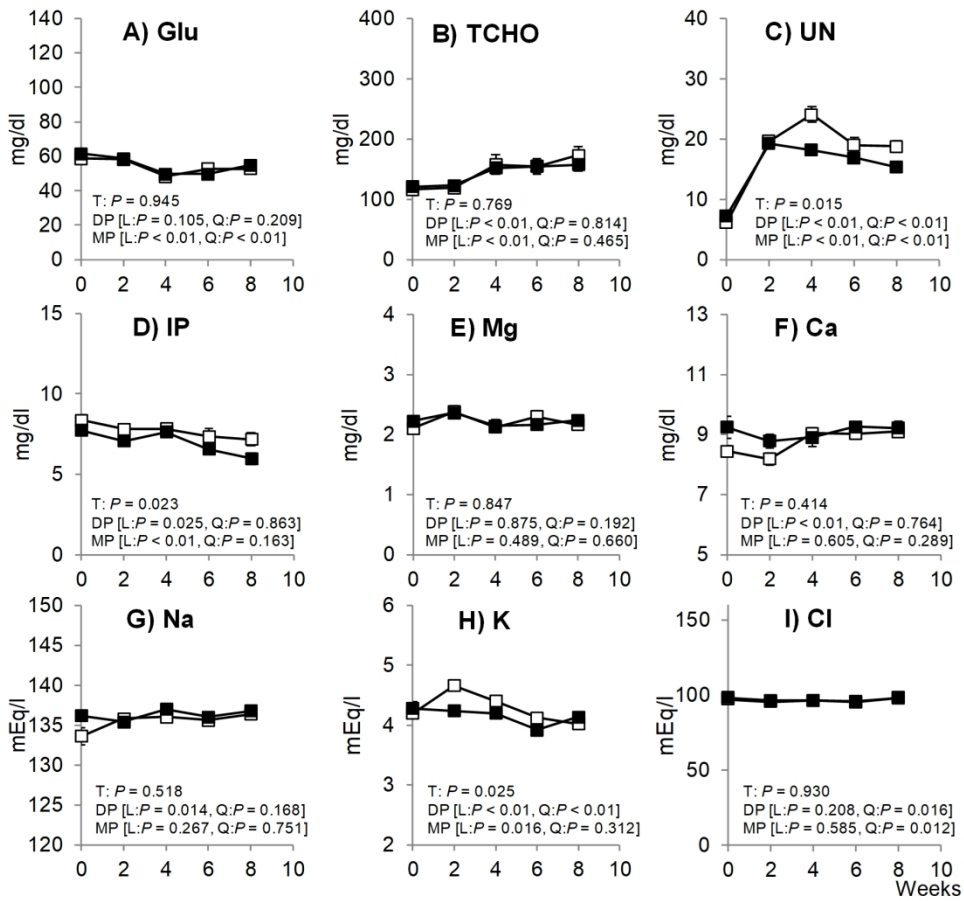 A) Glu
mg/dl
140
120
100
80
60
40
20
0
T: P = 0.945
DP [L:P = 0.105, Q:P = 0.209]
MP [L:P < 0.01, Q:P < 0.01]
0 2 4 6 8 10
B) TCHO
mg/dl
400
300
200
100
0
T: P = 0.769
DP [L:P < 0.01, Q:P = 0.814]
MP [L:P < 0.01, Q:P = 0.465]
0 2 4 6 8 10
C) UN
mg/dl
40
30
20
10
0
T: P = 0.015
DP [L:P < 0.01, Q:P < 0.01]
MP [L:P < 0.01, Q:P < 0.01]
0 2 4 6 8 10
D) IP
mg/dl
15
10
5
0
T: P = 0.023
DP [L:P = 0.025, Q:P = 0.863]
MP [L:P < 0.01, Q:P = 0.163]
0 2 4 6 8 10
E) Mg
mg/dl
4
3
2
1
0
T: P = 0.847
DP [L:P = 0.875, Q:P = 0.192]
MP [L:P = 0.489, Q:P = 0.660]
0 2 4 6 8 10
F) Ca
mg/dl
13
11
9
7
5
T: P = 0.414
DP [L:P < 0.01, Q:P = 0.764]
MP [L:P = 0.605, Q:P = 0.289]
0 2 4 6 8 10
G) Na
mEq/l
150
145
140
135
130
125
120
T: P = 0.518
DP [L:P = 0.014, Q:P = 0.168]
MP [L:P = 0.267, Q:P = 0.751]
0 2 4 6 8 10
H) K
mEq/l
6
5
4
3
2
T: P = 0.025
DP [L:P < 0.01, Q:P < 0.01]
MP [L:P = 0.016, Q:P = 0.312]
0 2 4 6 8 10
I) Cl
mEq/l
150
100
50
0
T: P = 0.930
DP [L:P = 0.208, Q:P = 0.016]
MP [L:P = 0.585, Q:P = 0.012]
0 2 4 6 8 10
Weeks